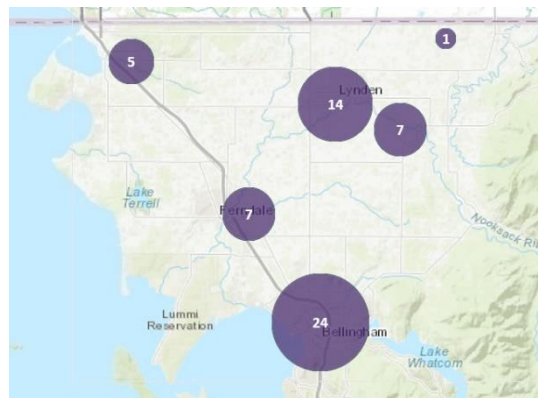 1
5
Lynden
14
7
Lake
Terrell
Ferndale
7
Nooksack Ri
Lummi
Reservation
24
Bellingham
Lake
Whatcom